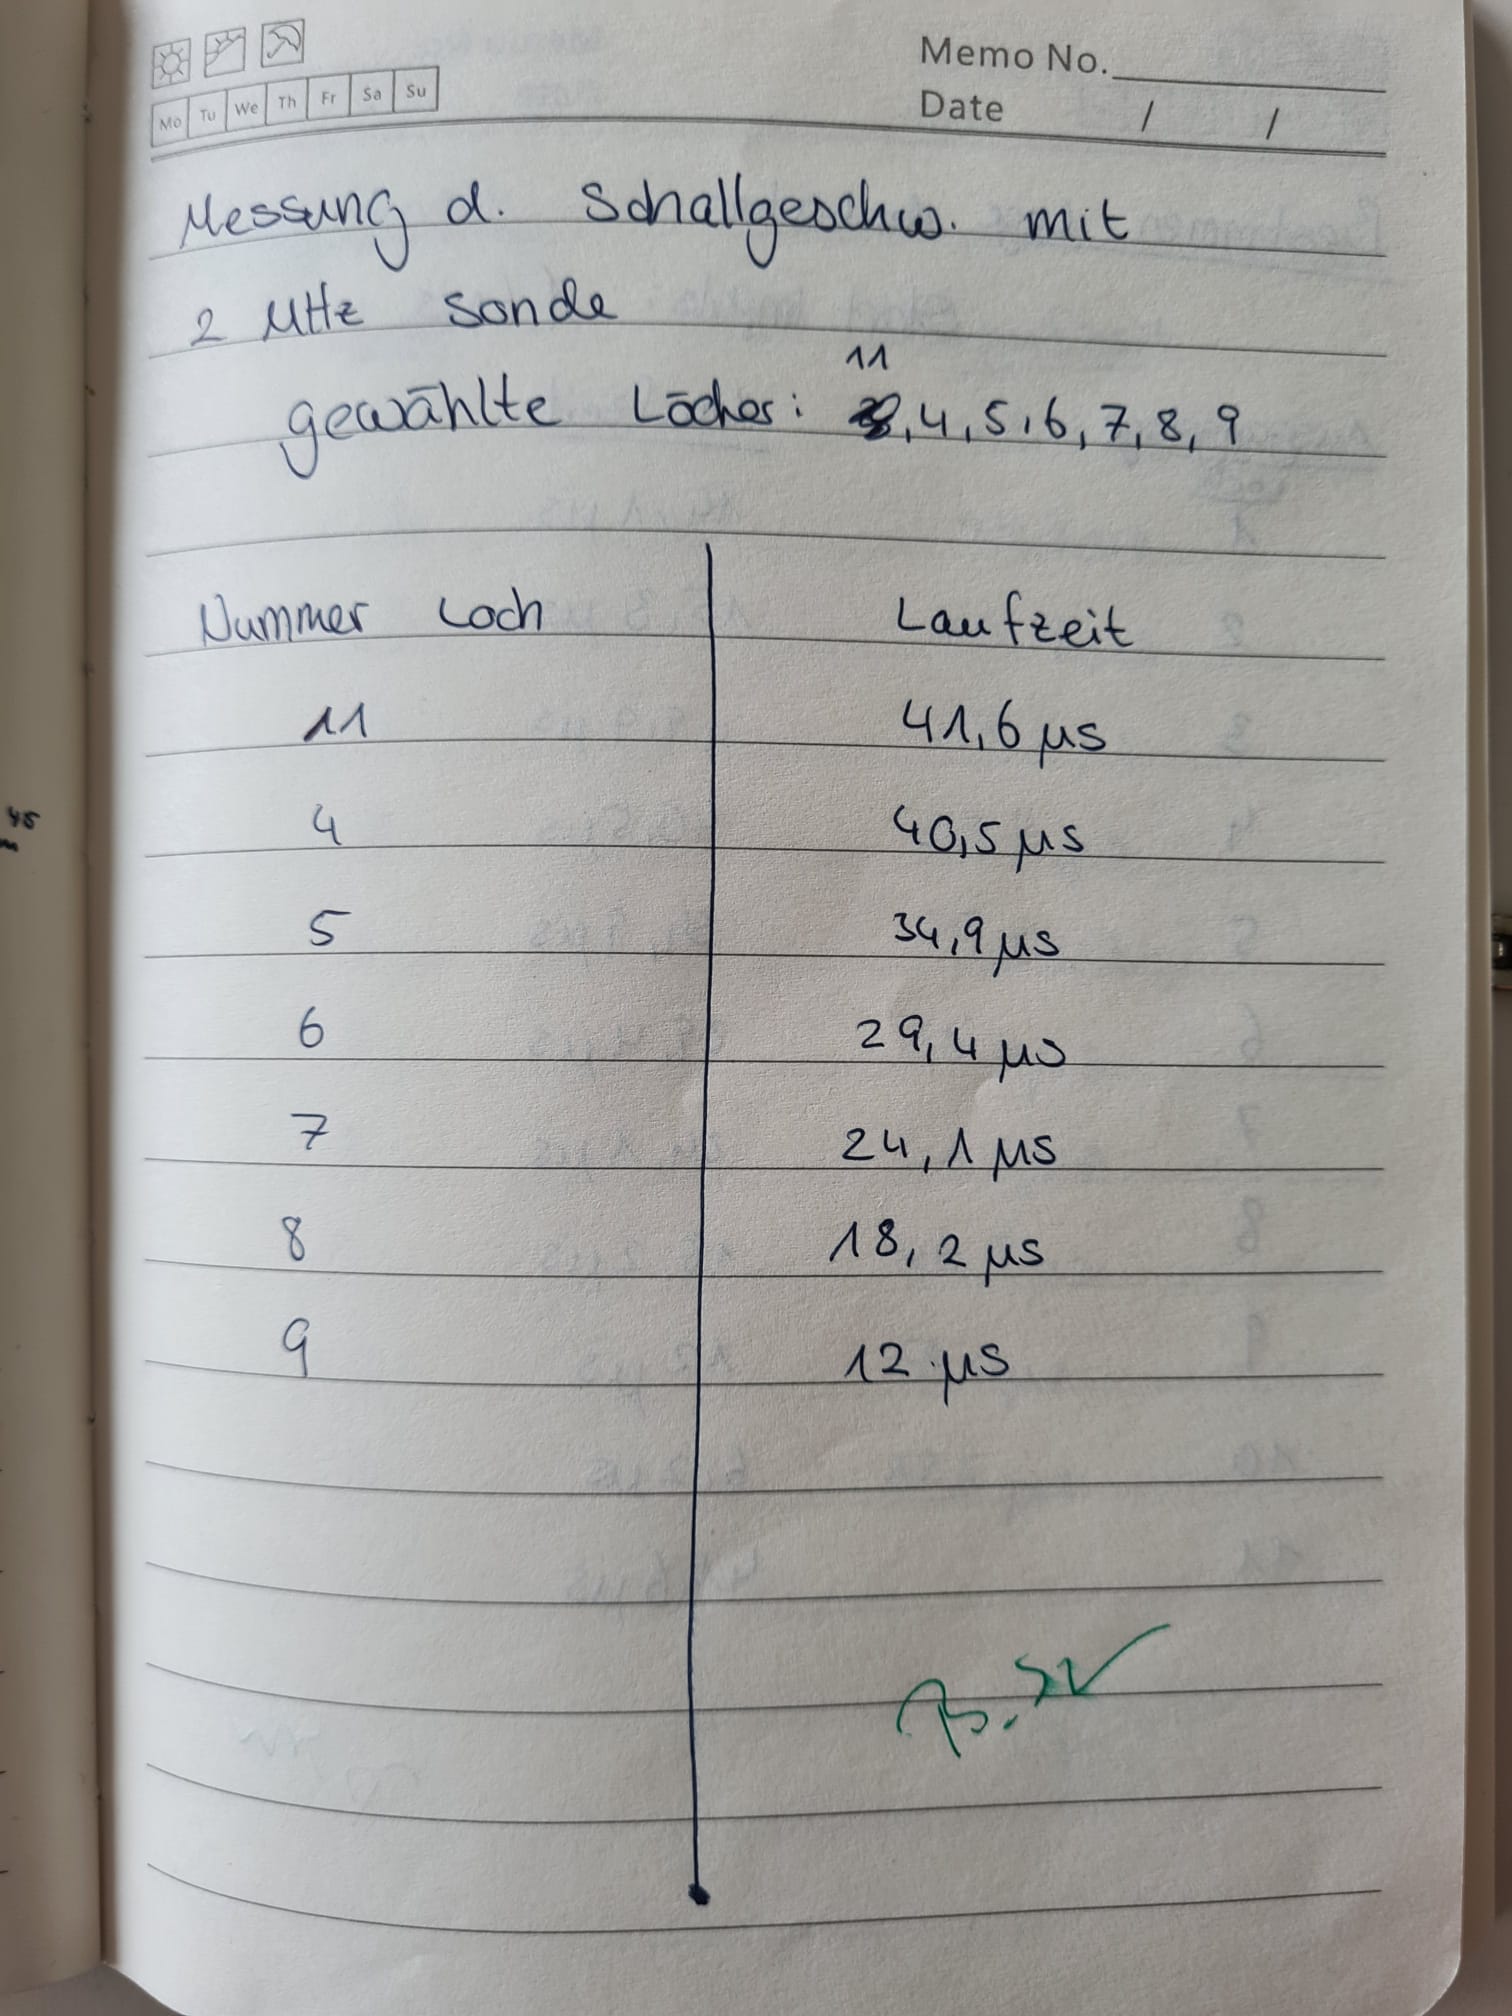 Memo No.
Mo Tu We Th Fr Sa Su
Date / /
Messung d. Schallgeschw. mit
2 MHz Sonde
11
gewählte Löcher: , 4, 5, 6, 7, 8, 9
Nummer Loch Laufzeit
11 41,6 µs
4 40,5 µs
5 34,9 µs
6 29,4 µs
7 24,1 µs
8 18,2 µs
9 12 µs